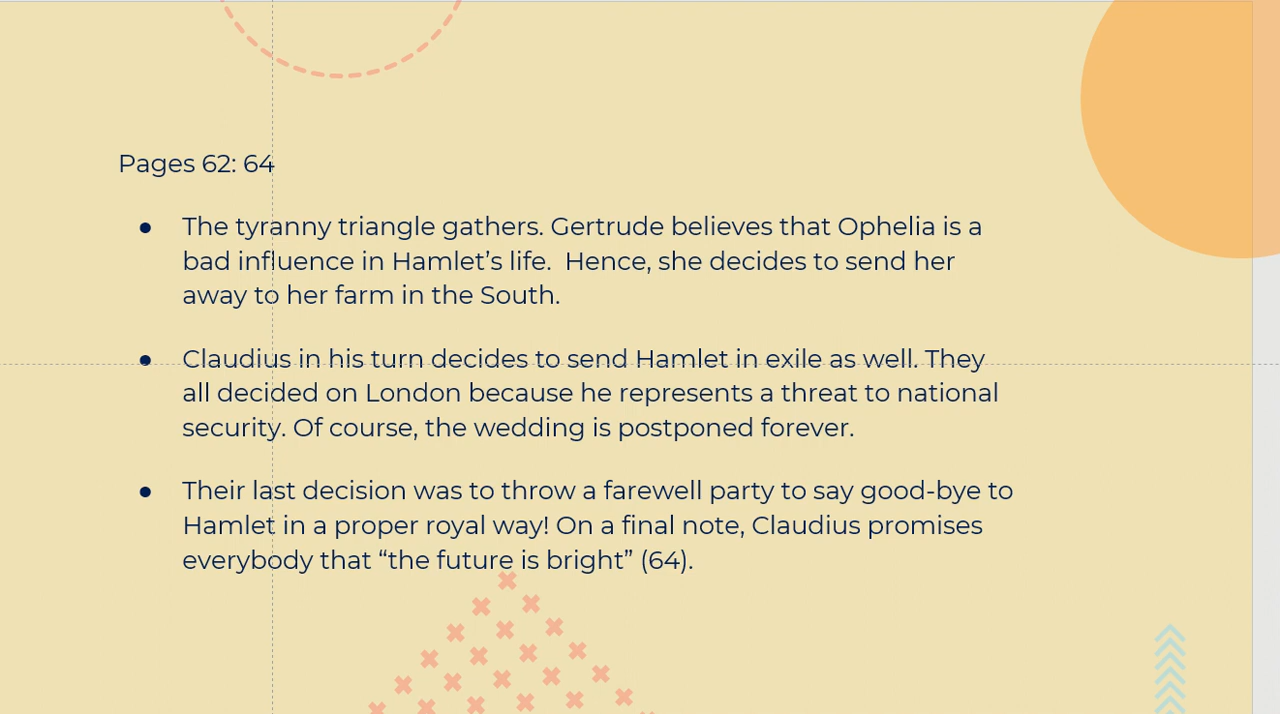 Pages 62: 64
● The tyranny triangle gathers. Gertrude believes that Ophelia is a
bad influence in Hamlet’s life.  Hence, she decides to send her
away to her farm in the South.
● Claudius in his turn decides to send Hamlet in exile as well. They
all decided on London because he represents a threat to national
security. Of course, the wedding is postponed forever.
● Their last decision was to throw a farewell party to say good-bye to
Hamlet in a proper royal way! On a final note, Claudius promises
everybody that “the future is bright” (64).